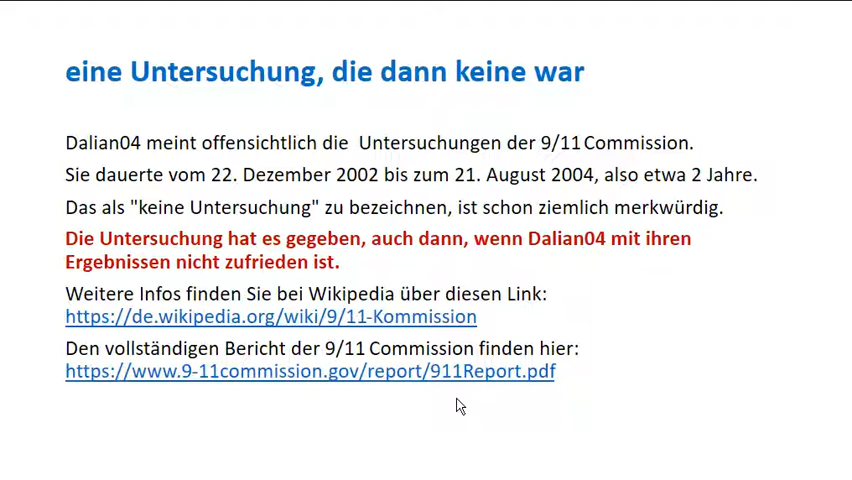 eine Untersuchung, die dann keine war
Dalian04 meint offensichtlich die Untersuchungen der 9/11 Commission.
Sie dauerte vom 22. Dezember 2002 bis zum 21. August 2004, also etwa 2 Jahre.
Das als "keine Untersuchung" zu bezeichnen, ist schon ziemlich merkwürdig.
Die Untersuchung hat es gegeben, auch dann, wenn Dalian04 mit ihren
Ergebnissen nicht zufrieden ist.
Weitere Infos finden Sie bei Wikipedia über diesen Link:
https://de.wikipedia.org/wiki/9/11-Kommission
Den vollständigen Bericht der 9/11 Commission finden hier:
https://www.9-11commission.gov/report/911Report.pdf